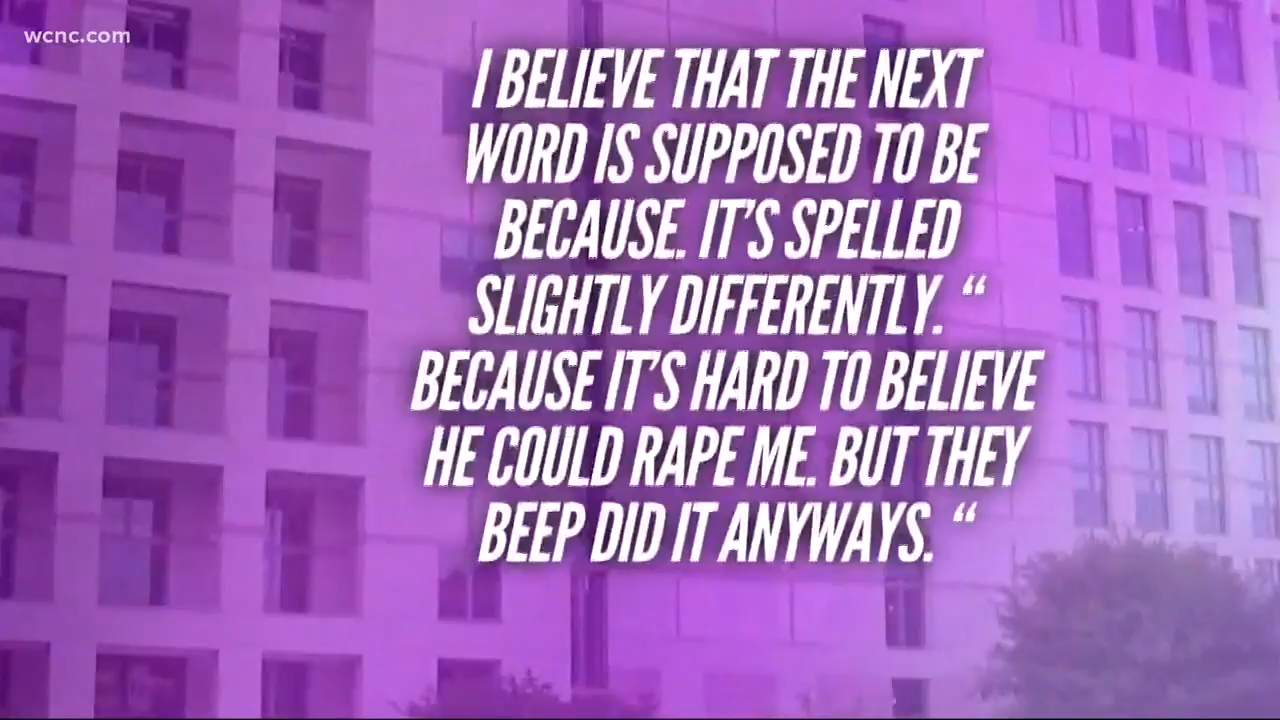 wcnc.com
I BELIEVE THAT THE NEXT
WORD IS SUPPOSED TO BE
BECAUSE. IT'S SPELLED
SLIGHTLY DIFFERENTLY. “
BECAUSE IT'S HARD TO BELIEVE
HE COULD RAPE ME. BUT THEY
BEEP DID IT ANYWAYS. “